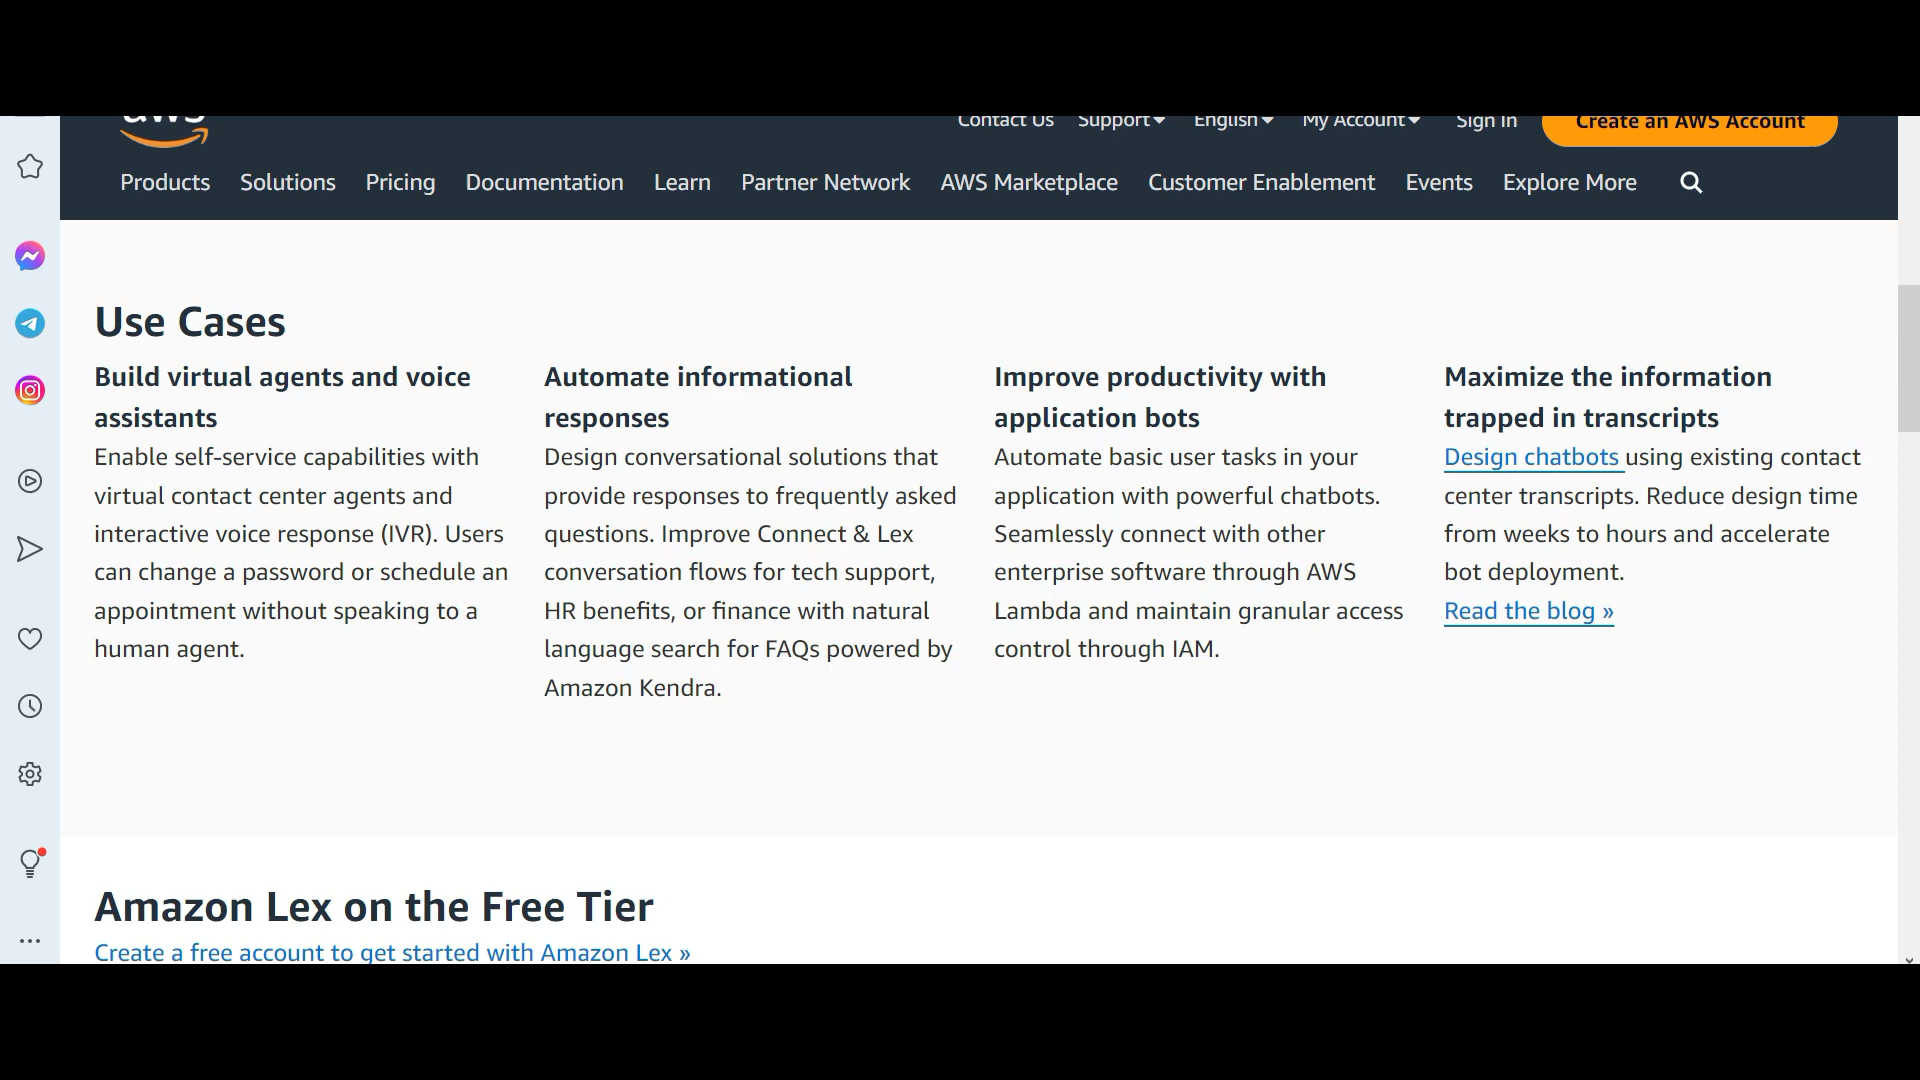 aws
Contact Us Support English My Account Sign In Create an AWS Account
Products Solutions Pricing Documentation Learn Partner Network AWS Marketplace Customer Enablement Events Explore More
Use Cases
Build virtual agents and voice
assistants
Enable self-service capabilities with
virtual contact center agents and
interactive voice response (IVR). Users
can change a password or schedule an
appointment without speaking to a
human agent.
Automate informational
responses
Design conversational solutions that
provide responses to frequently asked
questions. Improve Connect & Lex
conversation flows for tech support,
HR benefits, or finance with natural
language search for FAQs powered by
Amazon Kendra.
Improve productivity with
application bots
Automate basic user tasks in your
application with powerful chatbots.
Seamlessly connect with other
enterprise software through AWS
Lambda and maintain granular access
control through IAM.
Maximize the information
trapped in transcripts
Design chatbots using existing contact
center transcripts. Reduce design time
from weeks to hours and accelerate
bot deployment.
Read the blog »
Amazon Lex on the Free Tier
Create a free account to get started with Amazon Lex »